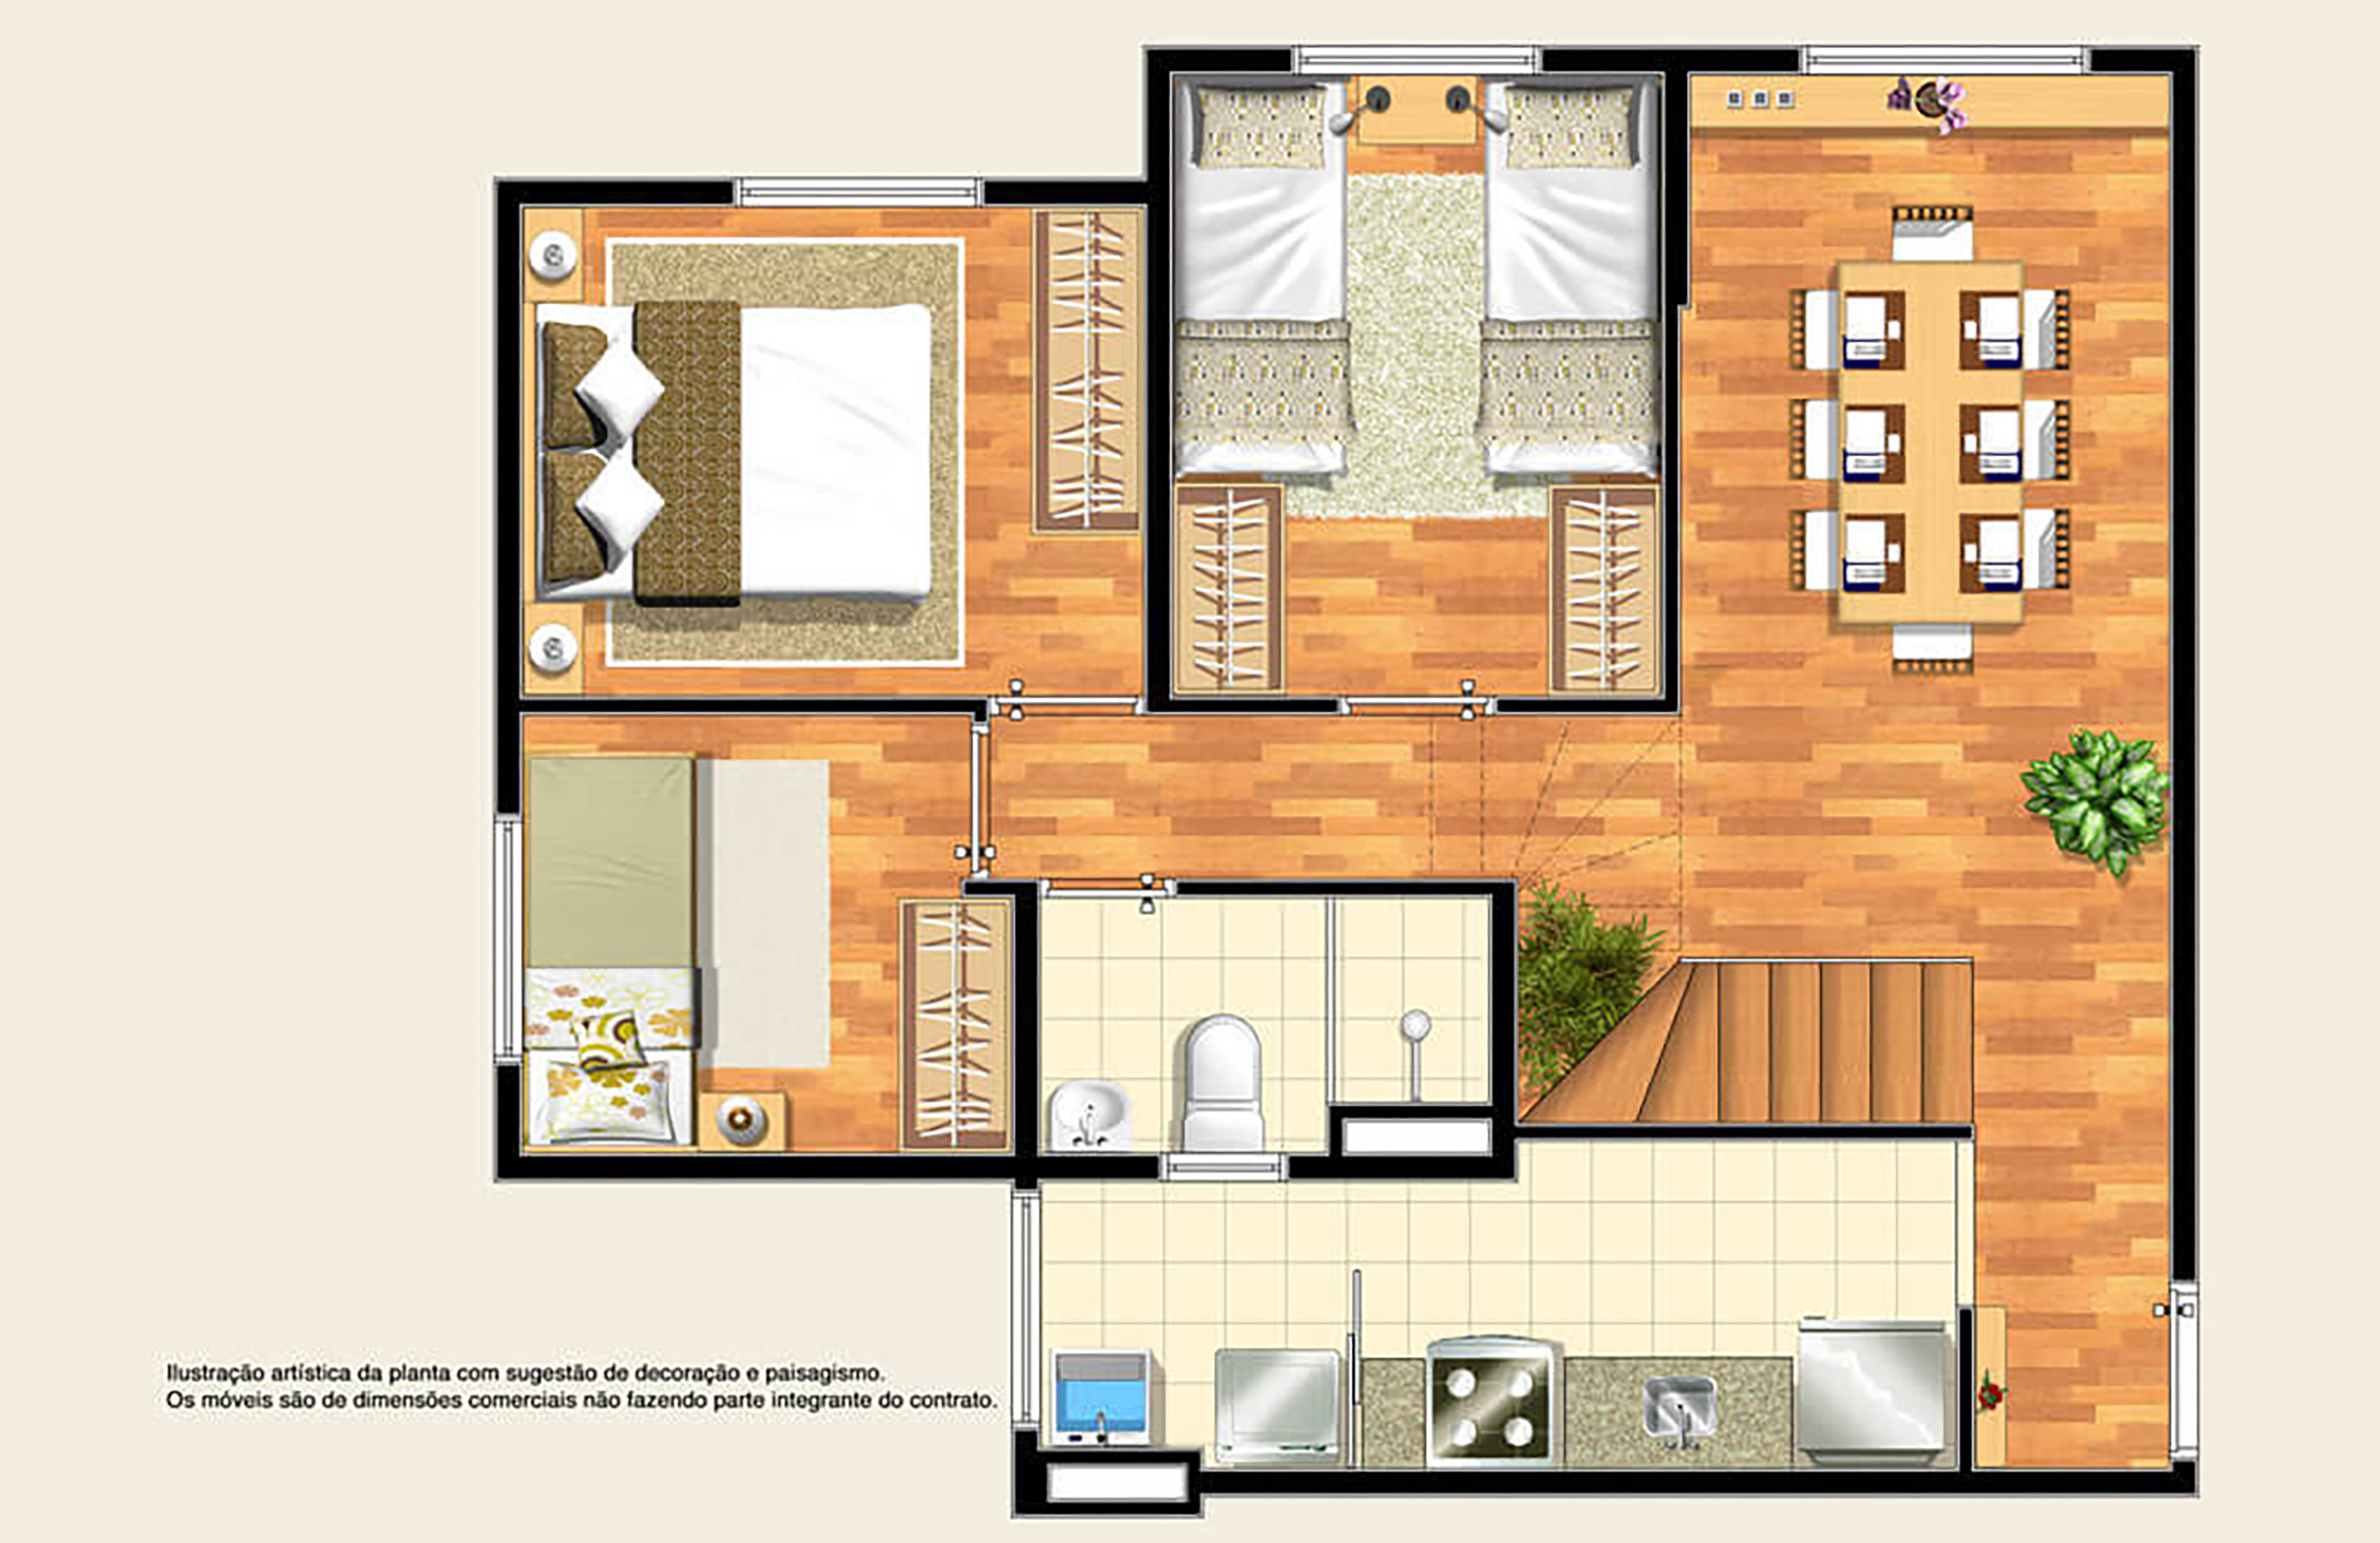 Ilustração artística da planta com sugestão de decoração e paisagismo.
Os móveis são de dimensões comerciais não fazendo parte integrante do contrato.